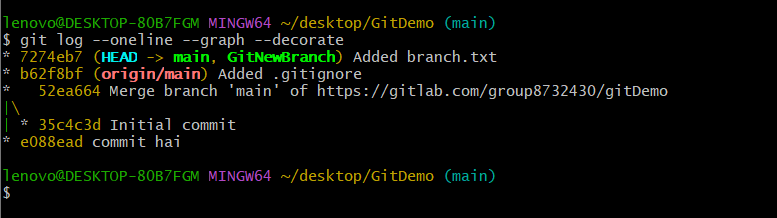 lenovo@DESKTOP-80B7FGM MINGW64 ~/desktop/GitDemo (main)
$ git log --oneline --graph --decorate
* 7274eb7 (HEAD -> main, GitNewBranch) Added branch.txt
* b62f8bf (origin/main) Added .gitignore
*   52ea664 Merge branch 'main' of https://gitlab.com/group8732430/gitDemo
|\
| * 35c4c3d Initial commit
* e088ead commit hai
lenovo@DESKTOP-80B7FGM MINGW64 ~/desktop/GitDemo (main)
$